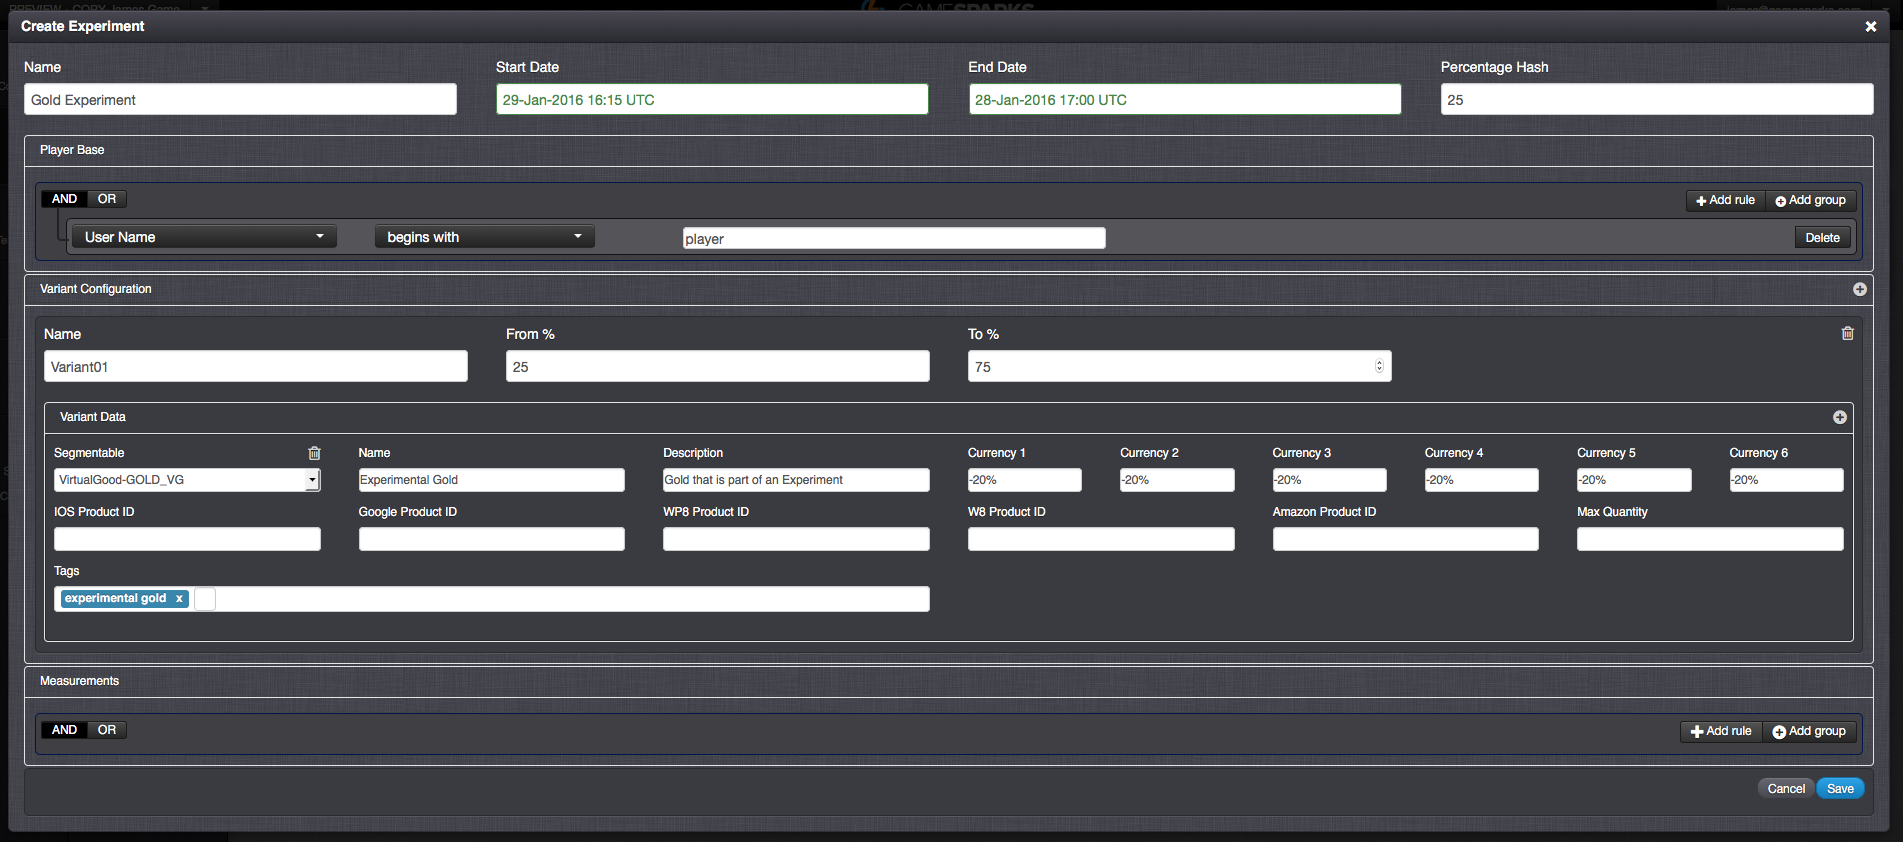 PREVIEW - COPY James Game
GAMESPARKS
Create Experiment
Name Start Date End Date Percentage Hash
Gold Experiment 29-Jan-2016 16:15 UTC 28-Jan-2016 17:00 UTC 25
Player Base
AND OR Add rule Add group
User Name begins with player Delete
Variant Configuration
Name From % To %
Variant01 25 75
Variant Data
Segmentable Name Description Currency 1 Currency 2 Currency 3 Currency 4 Currency 5 Currency 6
VirtualGood-GOLD_VG Experimental Gold Gold that is part of an Experiment -20% -20% -20% -20% -20% -20%
IOS Product ID Google Product ID WP8 Product ID W8 Product ID Amazon Product ID Max Quantity
Tags
experimental gold x
Measurements
AND OR Add rule Add group
Cancel Save